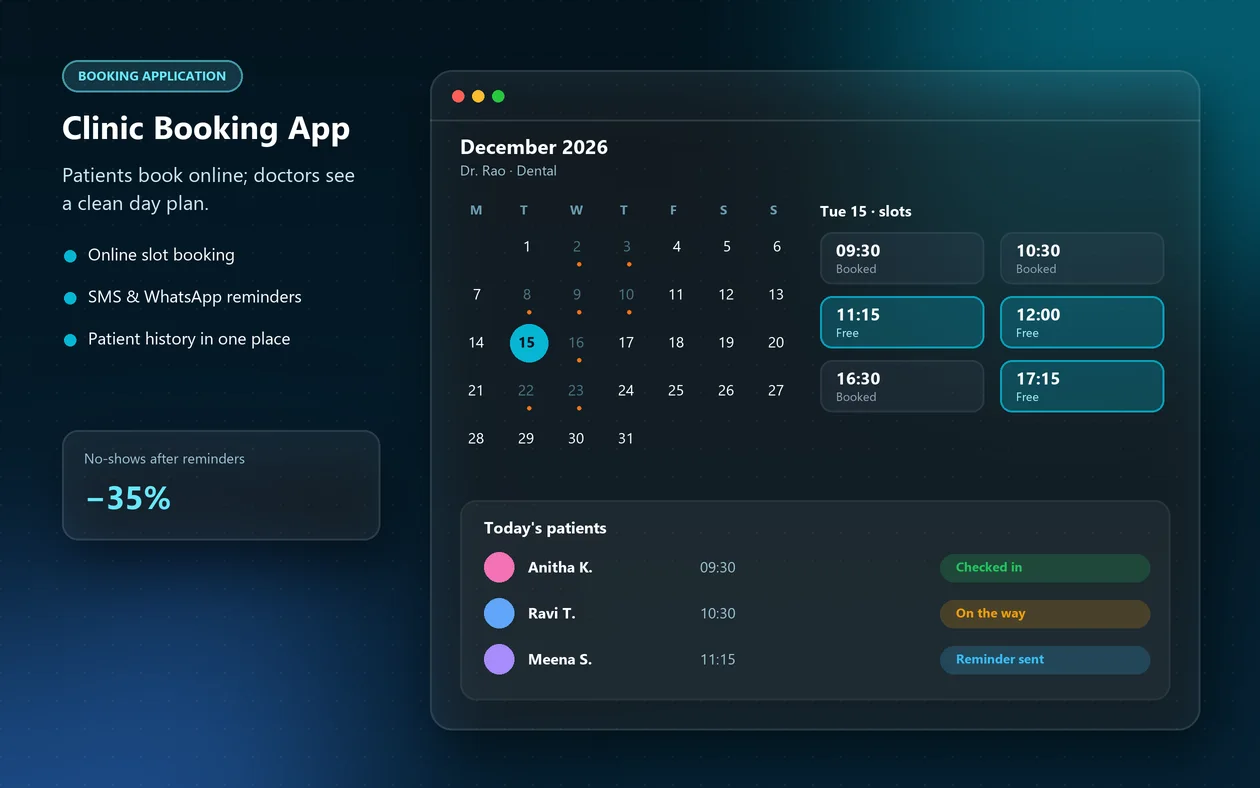 BOOKING APPLICATION
Clinic Booking App
Patients book online; doctors see
a clean day plan.
Online slot booking
SMS & WhatsApp reminders
Patient history in one place
No-shows after reminders
−35%
December 2026
Dr. Rao · Dental
M T W T F S S
1 2 3 4 5 6
7 8 9 10 11 12 13
14 15 16 17 18 19 20
21 22 23 24 25 26 27
28 29 30 31
Tue 15 · slots
09:30
Booked
10:30
Booked
11:15
Free
12:00
Free
16:30
Booked
17:15
Free
Today's patients
Anitha K. 09:30 Checked in
Ravi T. 10:30 On the way
Meena S. 11:15 Reminder sent